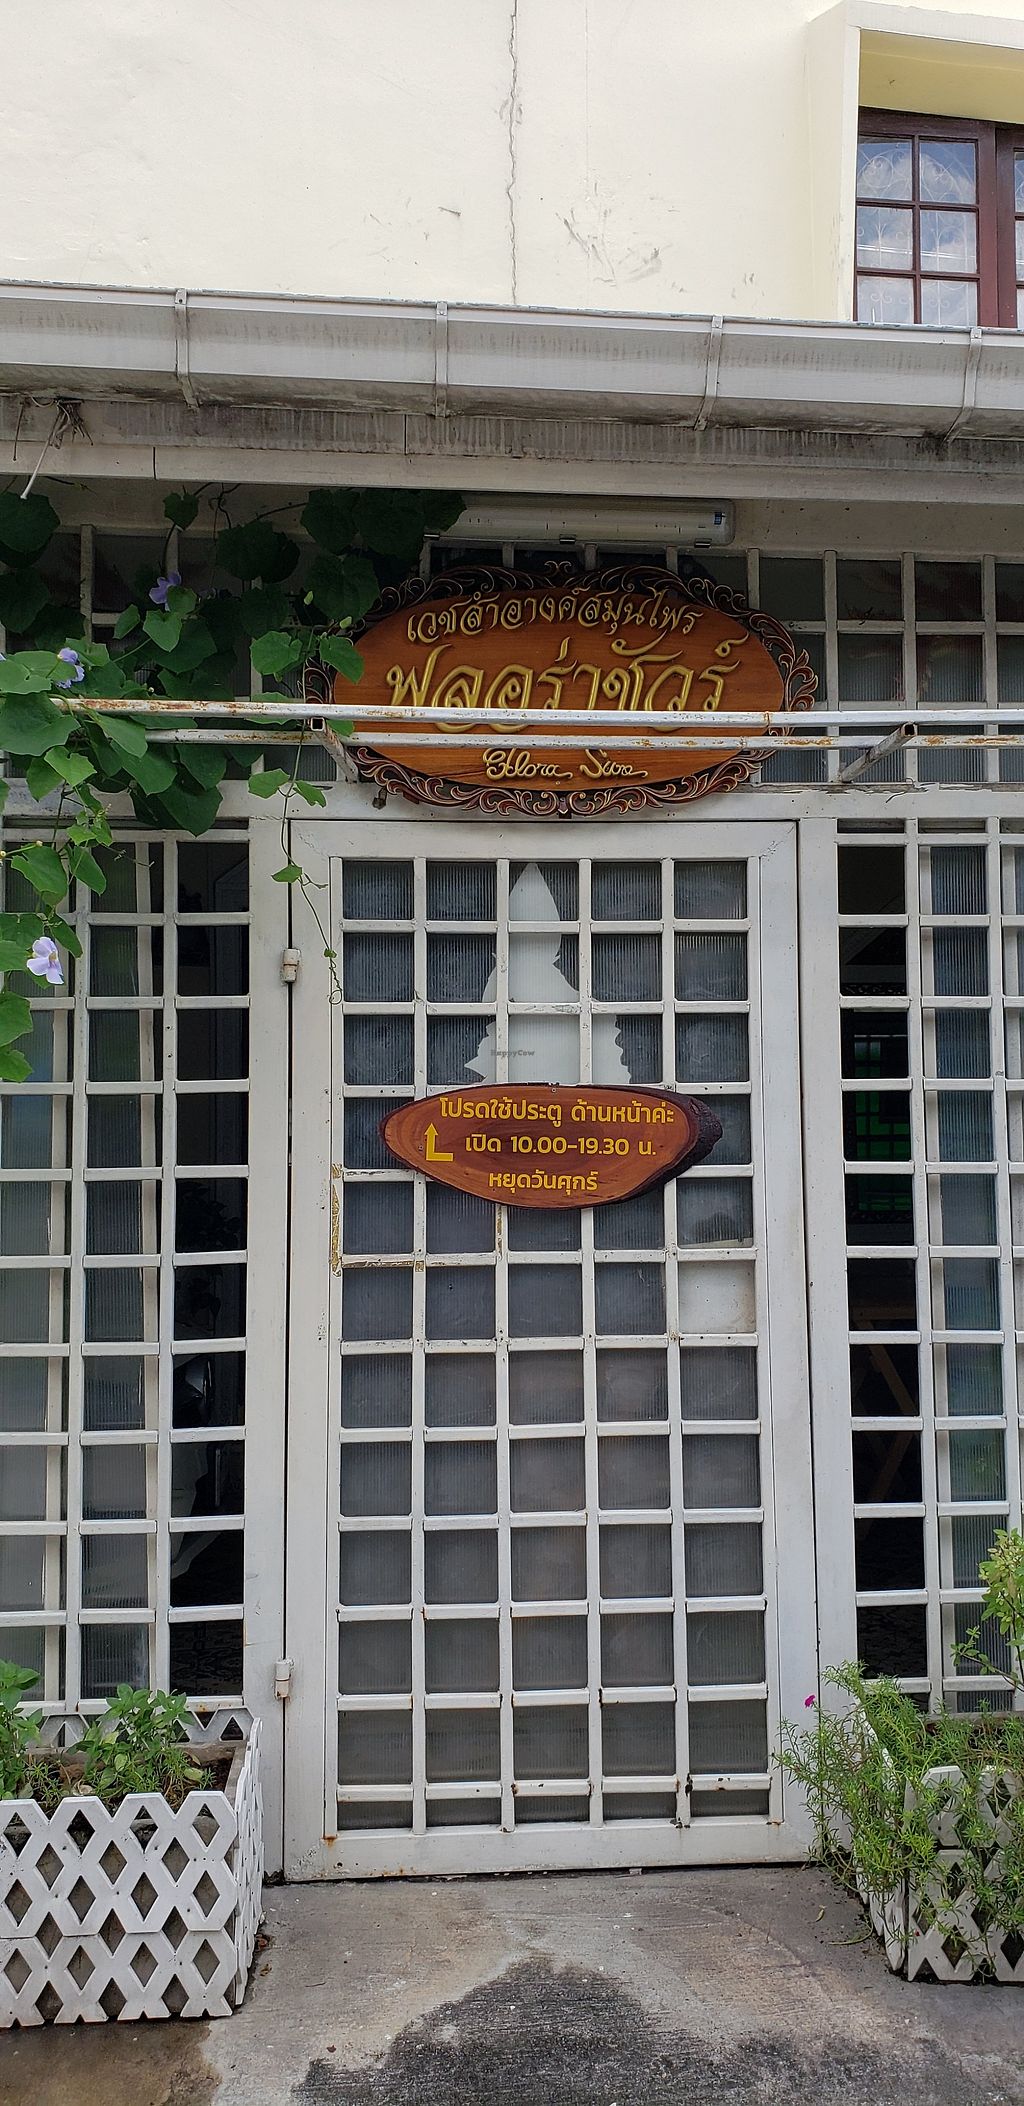 เวชสำอางค์สมุนไพร
ฟลอร่าชัวร์
Flora Sure
HappyCow
โปรดใช้ประตู ด้านหน้าค่ะ
เปิด 10.00-19.30 น.
หยุดวันศุกร์